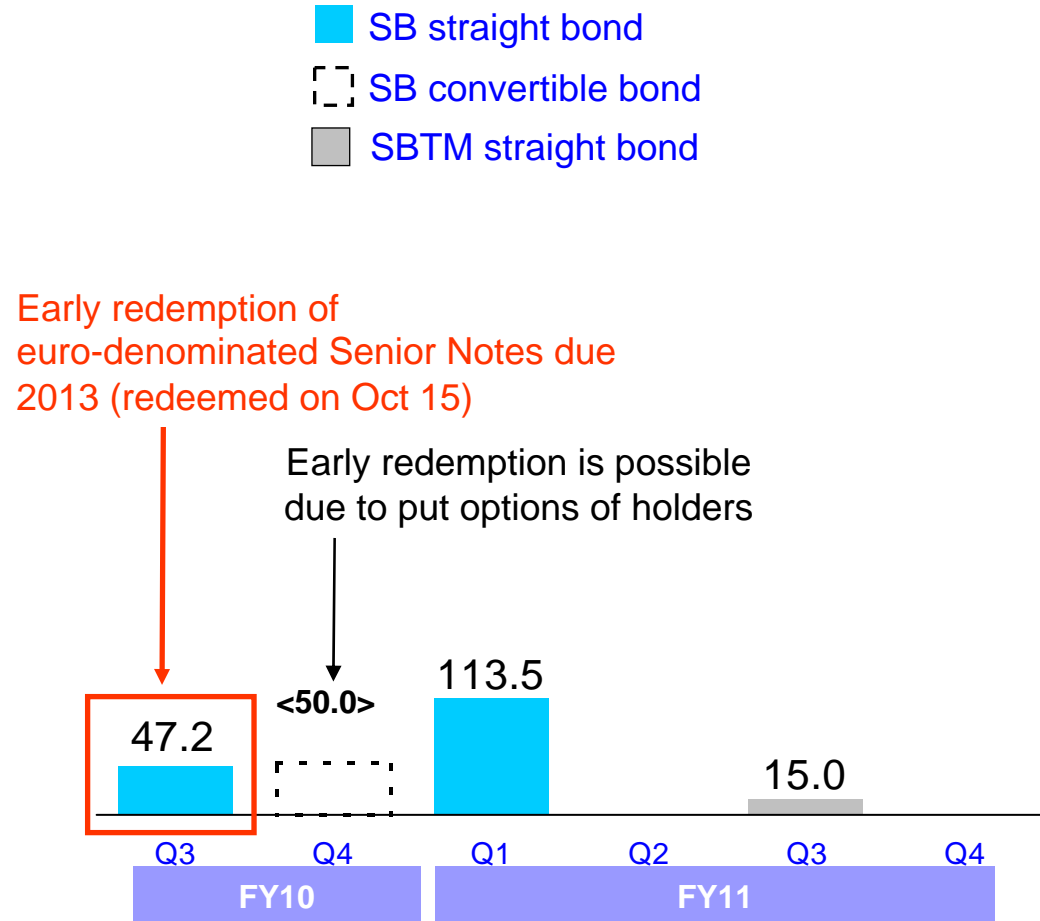 SB straight bond
SB convertible bond
SBTM straight bond
Early redemption of
euro-denominated Senior Notes due
2013 (redeemed on Oct 15)
Early redemption is possible
due to put options of holders
47.2
<50.0>
113.5
15.0
Q3 Q4 Q1 Q2 Q3 Q4
FY10 FY11